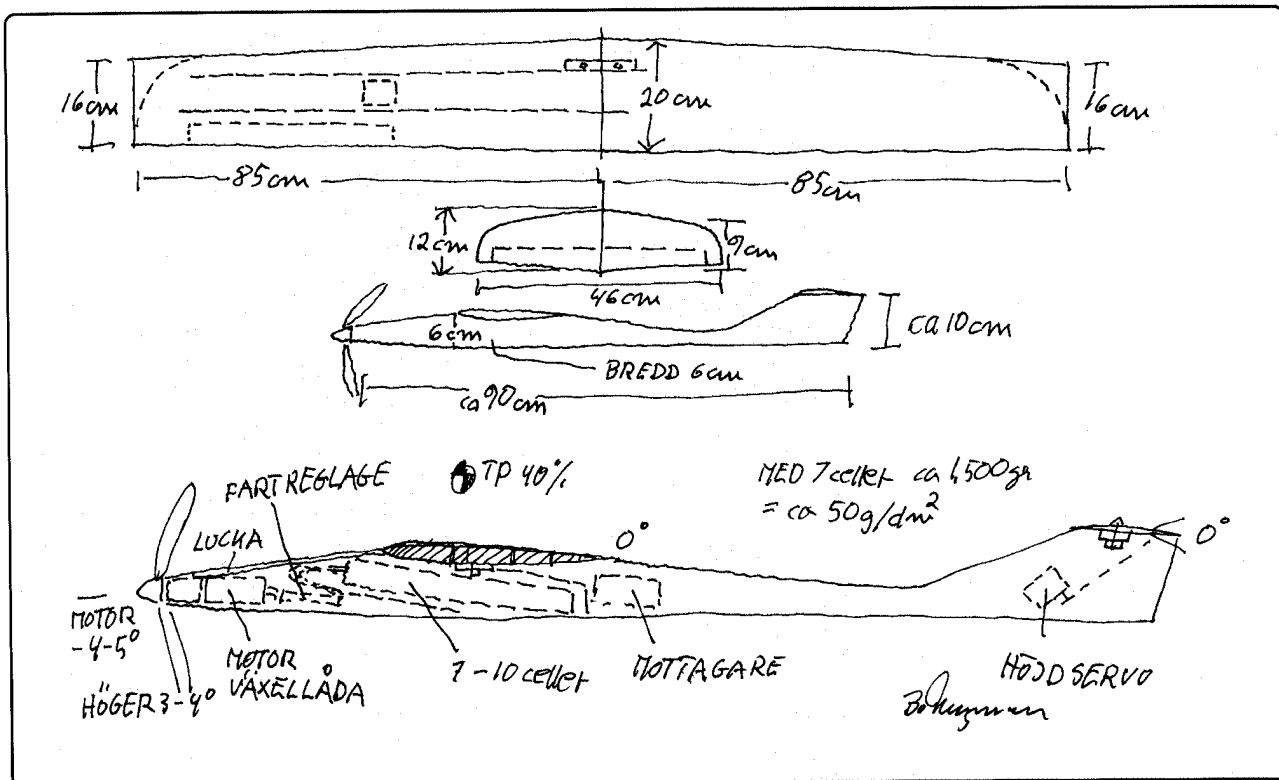 16cm
20cm
16cm
85cm
85cm
12cm
9cm
46cm
6cm
ca 10cm
BREDD 6cm
ca 90cm
FARTREGLAGE
TP 40%
MED 7 celler ca 1,500gr
= ca 50g/dm²
LUCKA
0°
0°
MOTOR
-4-5°
HÖGER 3-4°
MOTOR
VÄXELLÅDA
7-10 celler
MOTTAGARE
HÖJDSERVO